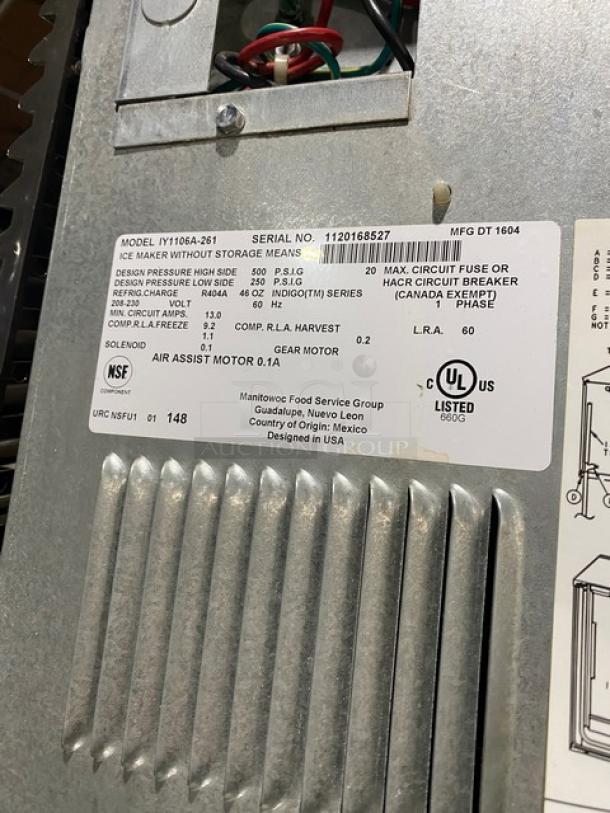 MODEL IY1106A-261 SERIAL NO. 1120168527 MFG DT 1604
ICE MAKER WITHOUT STORAGE MEANS
DESIGN PRESSURE HIGH SIDE 500 P.S.I.G 20 MAX. CIRCUIT FUSE OR
DESIGN PRESSURE LOW SIDE 250 P.S.I.G HACR CIRCUIT BREAKER
REFRIG.CHARGE R404A 46 OZ INDIGO(TM) SERIES (CANADA EXEMPT)
208-230 VOLT 60 Hz 1 PHASE
MIN. CIRCUIT AMPS. 13.0
COMP.R.L.A.FREEZE 9.2 COMP. R.L.A. HARVEST L.R.A. 60
1.1
SOLENOID 0.1 GEAR MOTOR 0.2
AIR ASSIST MOTOR 0.1A
NSF
COMPONENT
Manitowoc Food Service Group
Guadalupe, Nuevo Leon
Country of Origin: Mexico
Designed in USA
C UL US
LISTED
660G
URC NSFU1 01 148
AUCTION GROUP
A =
B =
C =
D =
E =
F =
G =
NOT
D